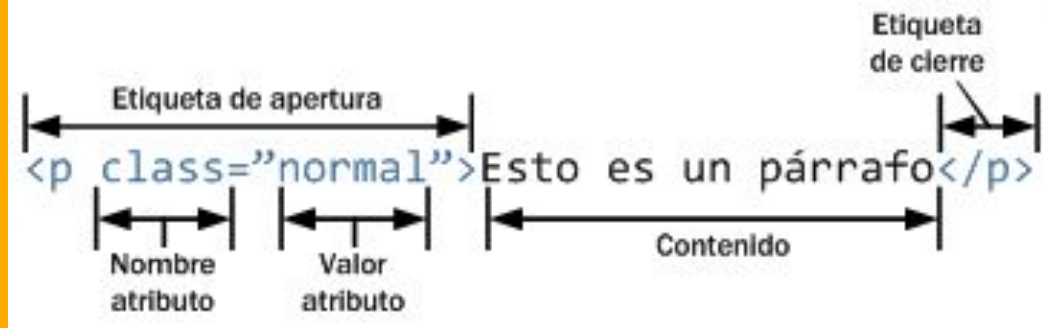 Etiqueta
de cierre
Etiqueta de apertura
<p class=”normal”>Esto es un párrafo</p>
Nombre
atributo
Valor
atributo
Contenido